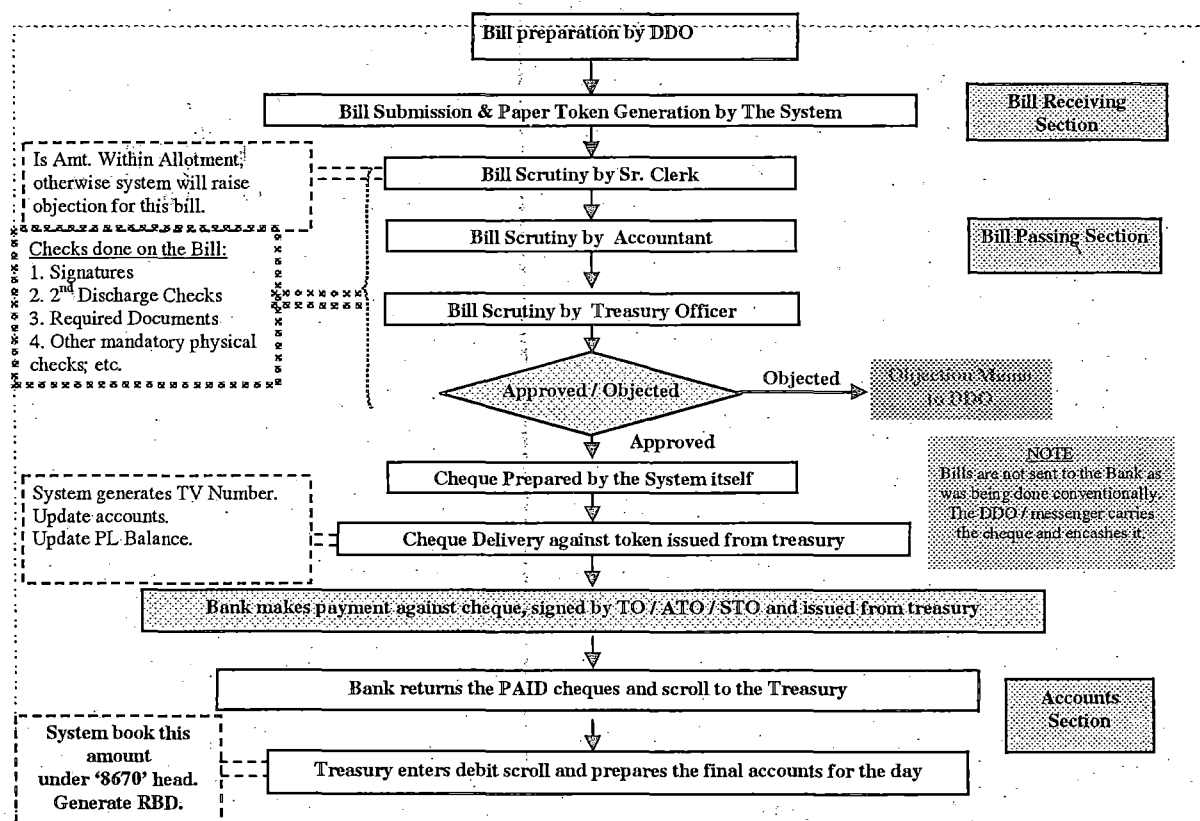 Bill preparation by DDO
Bill Submission & Paper Token Generation by The System
Bill Receiving
Section
Is Amt. Within Allotment,
otherwise system will raise
objection for this bill.
Bill Scrutiny by Sr. Clerk
Bill Scrutiny by Accountant
Bill Passing Section
Checks done on the Bill:
1. Signatures
2. 2nd Discharge Checks
3. Required Documents
4. Other mandatory physical
checks; etc.
Bill Scrutiny by Treasury Officer
Approved / Objected
Objected
Objection Memo
to DDO
Approved
NOTE
Bills are not sent to the Bank as
was being done conventionally.
The DDO / messenger carries
the cheque and encashes it.
Cheque Prepared by the System itself
System generates TV Number.
Update accounts.
Update PL Balance.
Cheque Delivery against token issued from treasury
Bank makes payment against cheque, signed by TO / ATO / STO and issued from treasury
Bank returns the PAID cheques and scroll to the Treasury
Accounts
Section
System book this
amount
under ‘8670’ head.
Generate RBD.
Treasury enters debit scroll and prepares the final accounts for the day